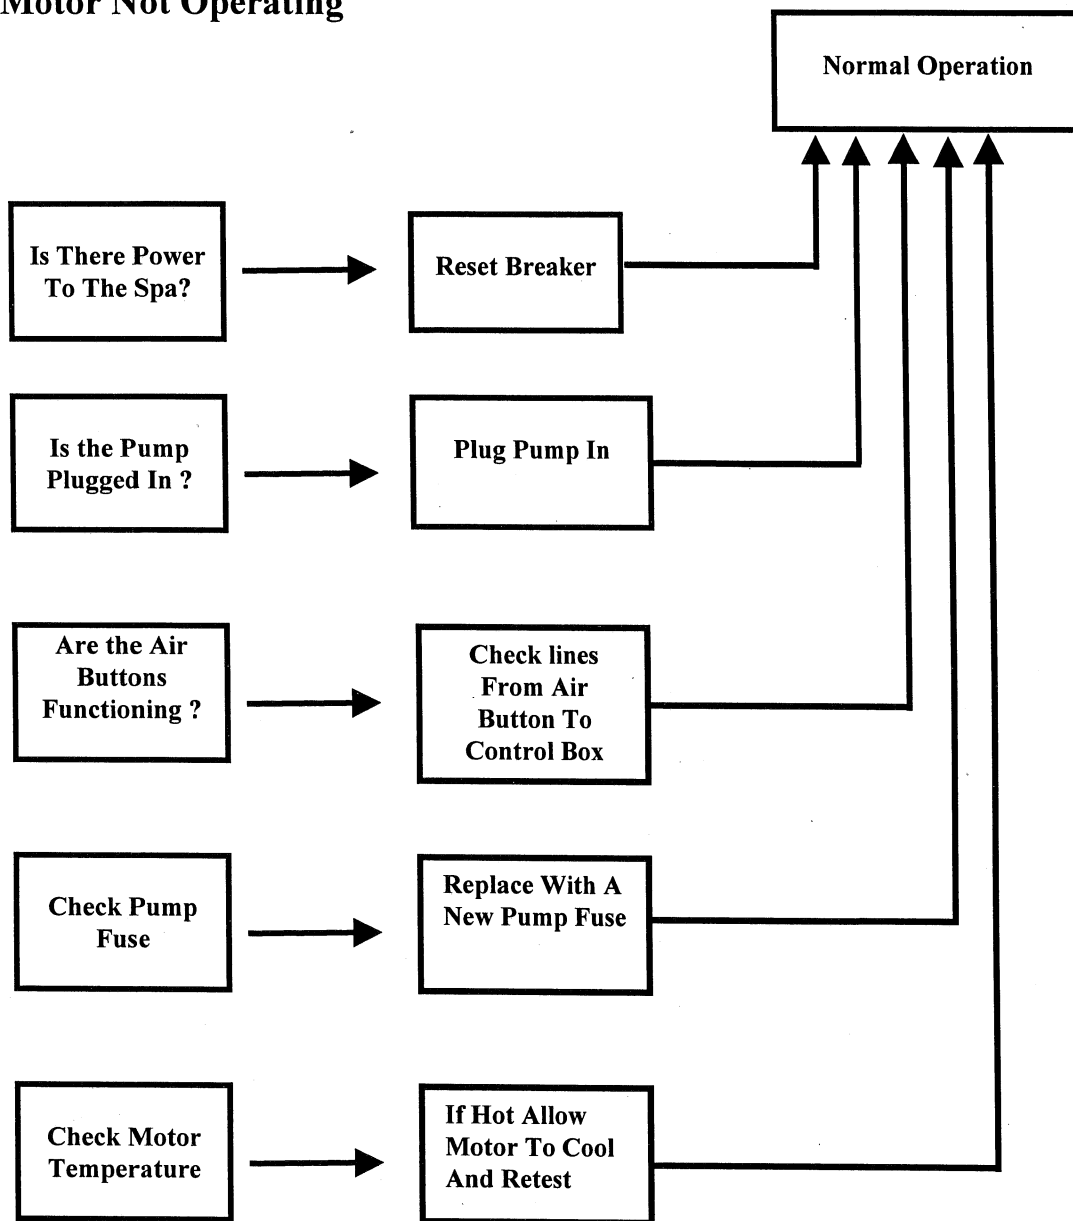 Motor Not Operating
Normal Operation
Is There Power
To The Spa?
Reset Breaker
Is the Pump
Plugged In ?
Plug Pump In
Are the Air
Buttons
Functioning ?
Check lines
From Air
Button To
Control Box
Check Pump
Fuse
Replace With A
New Pump Fuse
Check Motor
Temperature
If Hot Allow
Motor To Cool
And Retest